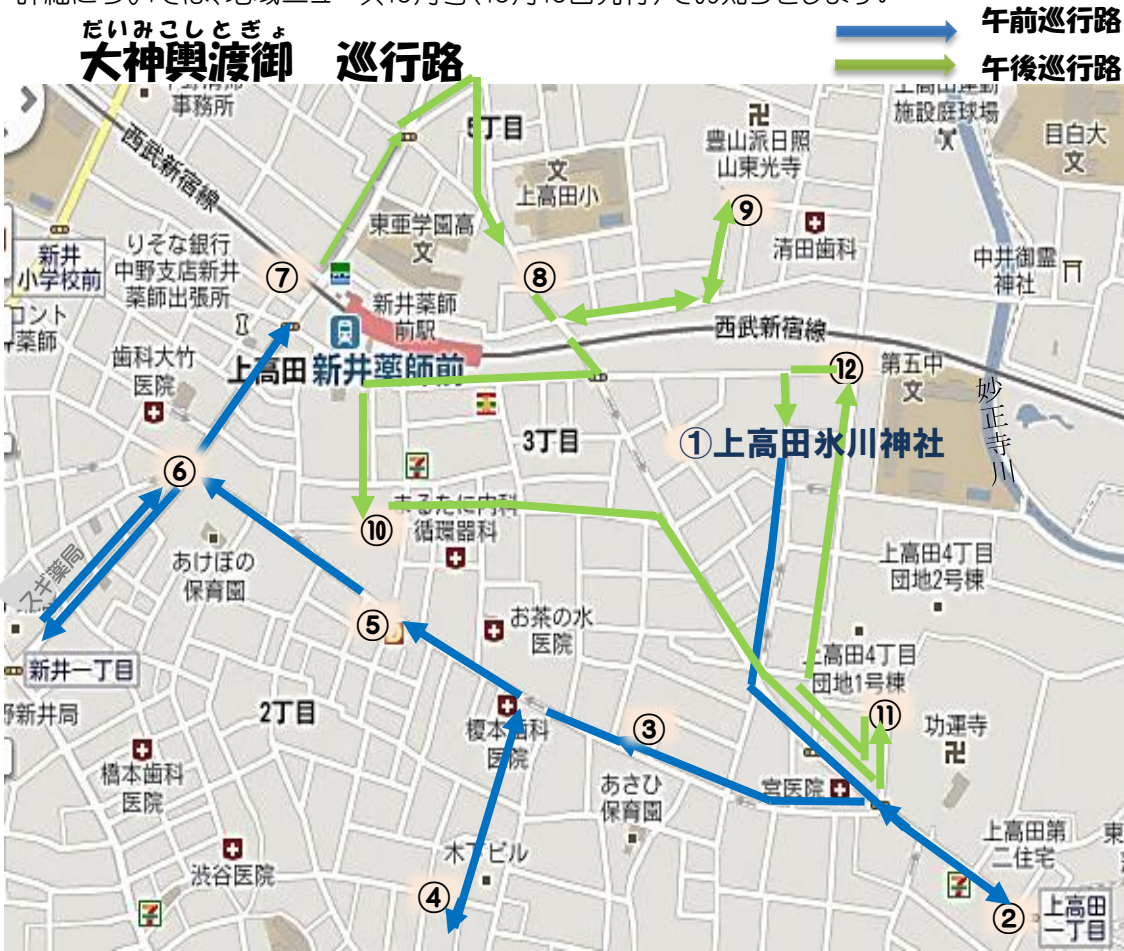 だいみこしとぎょ
大神輿渡御 巡行路
午前巡行路
午後巡行路
事務所
西武新宿線
5丁目
文
上高田小
卍
豊山派日照
山東光寺
施設庭球場
目白大
文
⑨
清田歯科
中井御霊
神社
東亜学園高
文
新井
小学校前
りそな銀行
中野支店新井
薬師出張所
⑦
⑧
新井薬師
前駅
西武新宿線
歯科大竹
医院
上高田 新井薬師前
⑫
第五中
文
妙正寺川
3丁目
①上高田氷川神社
⑥
⑩
循環器科
あけぼの
保育園
スギ薬局
上高田4丁目
団地2号棟
⑤
お茶の水
医院
新井一丁目
上高田4丁目
団地1号棟
2丁目
榎本歯科
医院
③
⑪
功運寺
卍
橋本歯科
医院
あさひ
保育園
宮医院
木下ビル
上高田第
二住宅
渋谷医院
④
②
上高田
一丁目